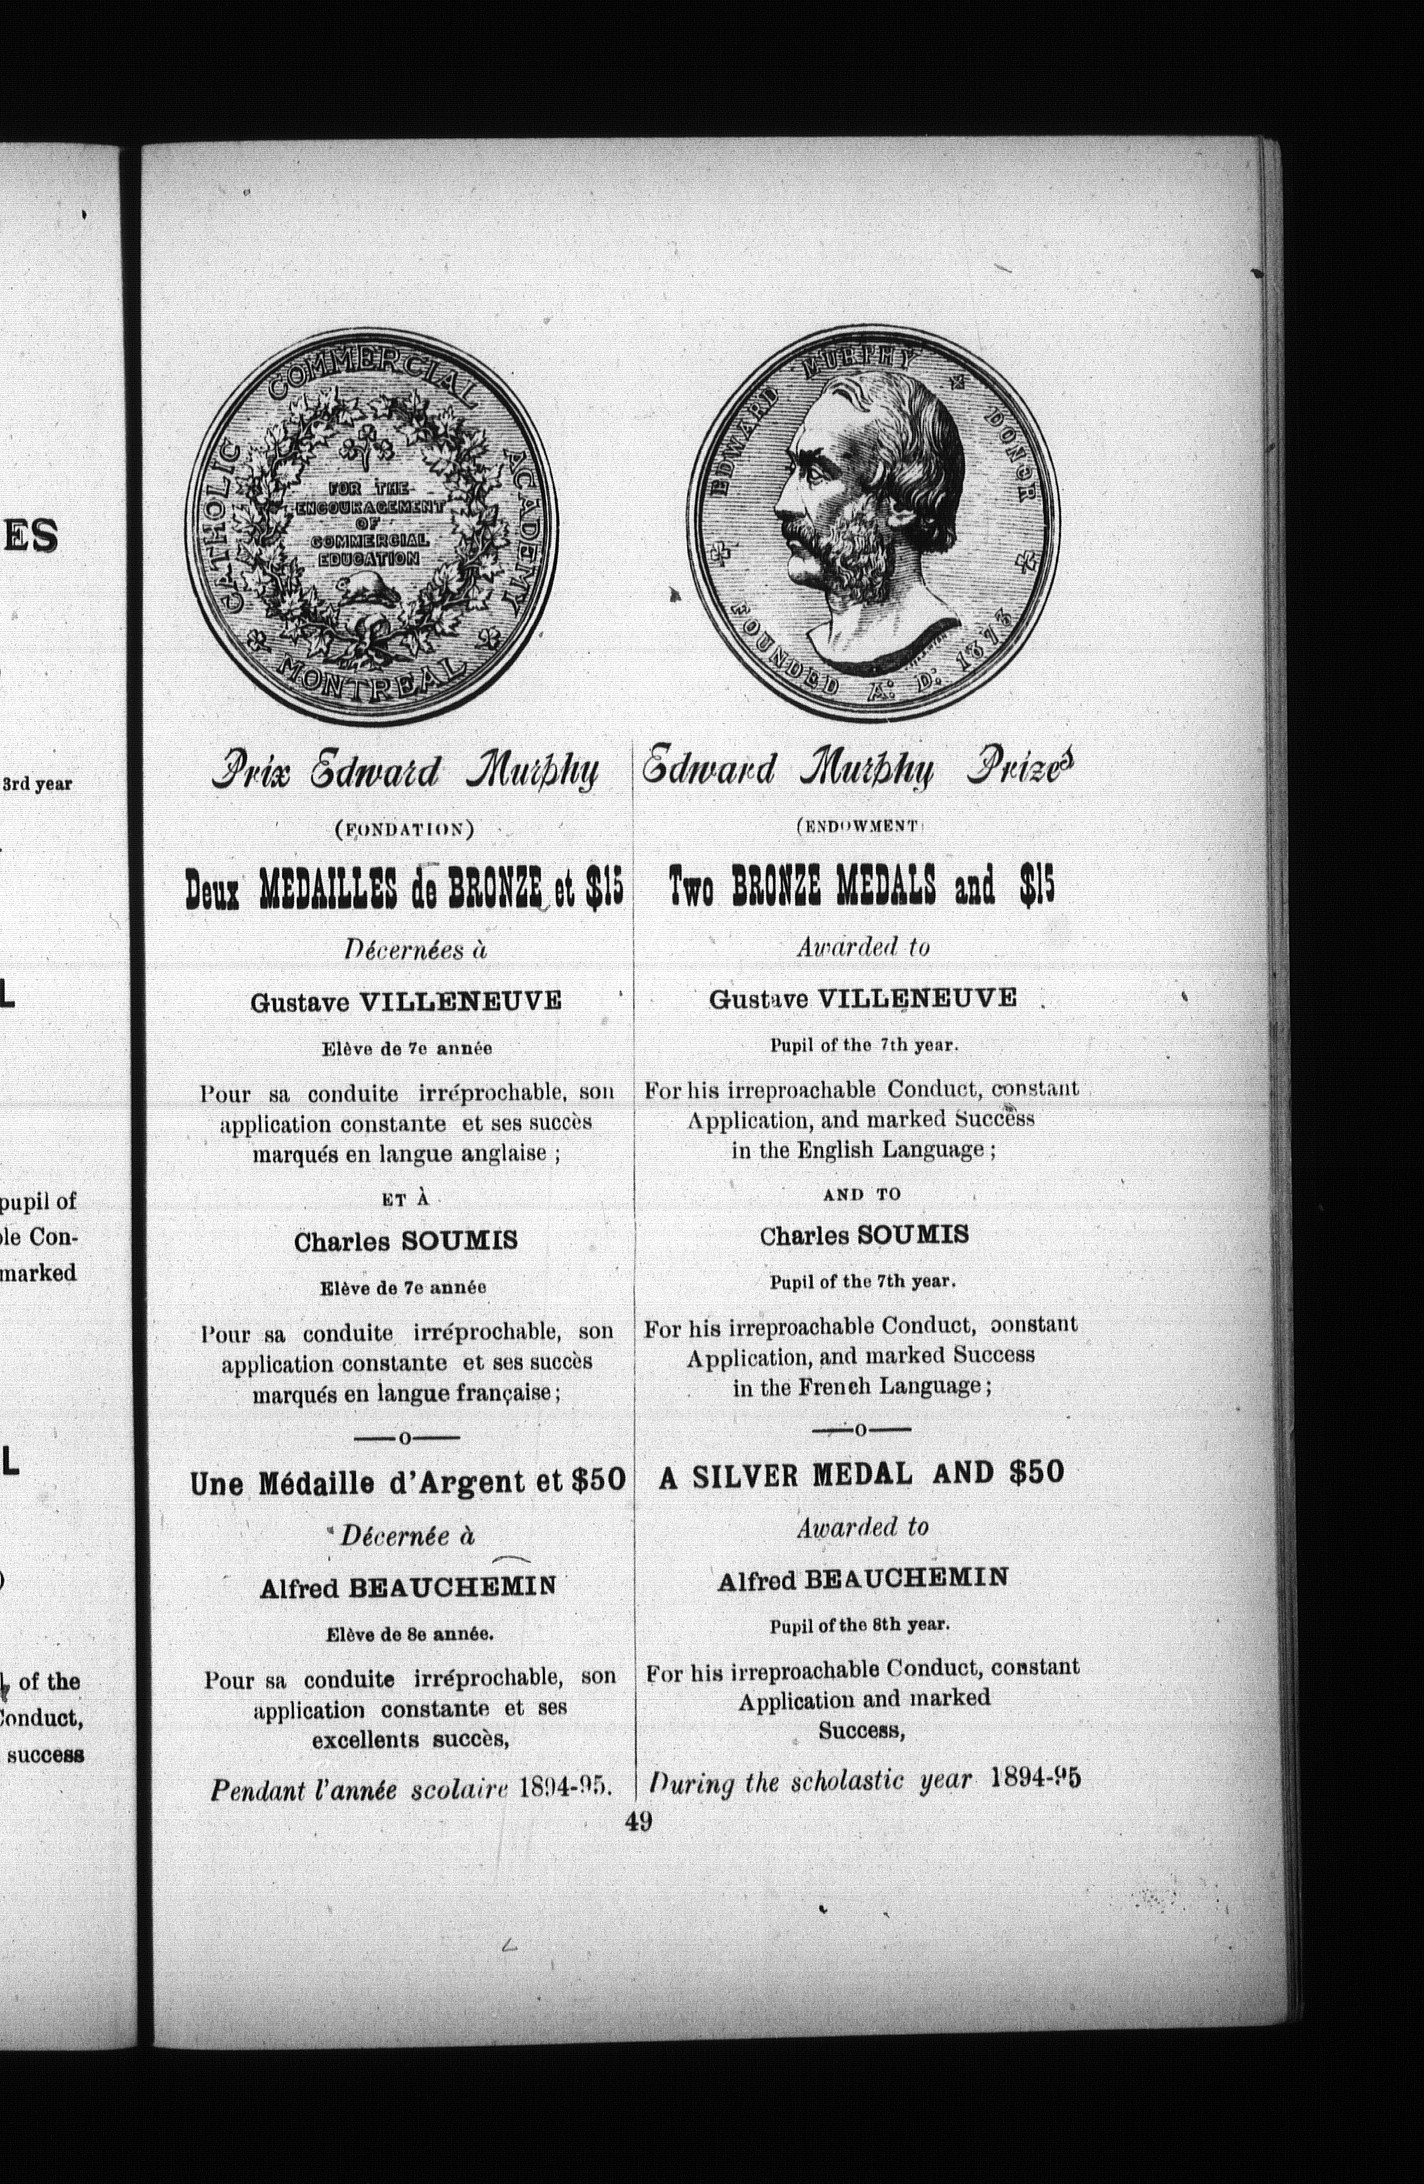 ES
3rd year
L
pupil of
le Con-
marked
L
of the
Conduct,
success
CATHOLIC COMMERCIAL ACADEMY
MONTREAL
FOR THE
ENCOURAGEMENT
OF
COMMERCIAL
EDUCATION
EDWARD MURPHY DONOR
FOUNDED A: D: 1873
Prix Edward Murphy
(FONDATION)
Deux MEDAILLES de BRONZE et $15
Décernées à
Gustave VILLENEUVE
Elève de 7e année
Pour sa conduite irréprochable, son
application constante et ses succès
marqués en langue anglaise ;
ET À
Charles SOUMIS
Elève de 7e année
Pour sa conduite irréprochable, son
application constante et ses succès
marqués en langue française ;
—o—
Une Médaille d'Argent et $50
Décernée à
Alfred BEAUCHEMIN
Elève de 8e année.
Pour sa conduite irréprochable, son
application constante et ses
excellents succès,
Pendant l'année scolaire 1894-95.
Edward Murphy Prizes
(ENDOWMENT)
Two BRONZE MEDALS and $15
Awarded to
Gustave VILLENEUVE
Pupil of the 7th year.
For his irreproachable Conduct, constant
Application, and marked Success
in the English Language ;
AND TO
Charles SOUMIS
Pupil of the 7th year.
For his irreproachable Conduct, constant
Application, and marked Success
in the French Language ;
—o—
A SILVER MEDAL AND $50
Awarded to
Alfred BEAUCHEMIN
Pupil of the 8th year.
For his irreproachable Conduct, constant
Application and marked
Success,
During the scholastic year 1894-95
49